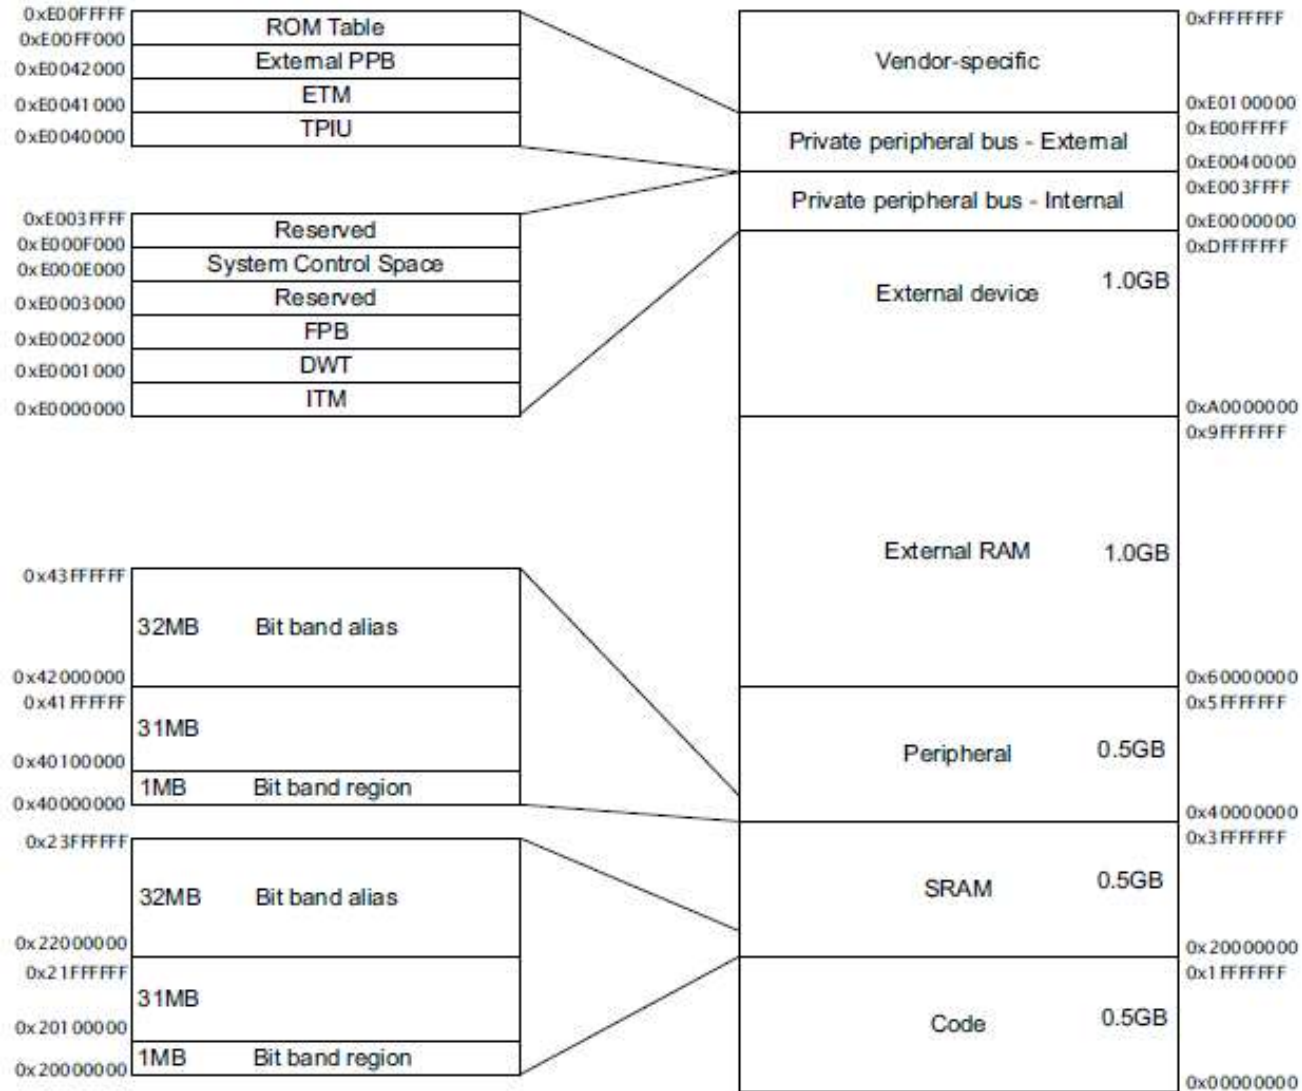 0xE00FFFFF
ROM Table
0xE00FF000
External PPB
0xE0042000
ETM
0xE0041000
TPIU
0xE0040000
0xE003FFFF
Reserved
0xE000F000
System Control Space
0xE000E000
Reserved
0xE0003000
FPB
0xE0002000
DWT
0xE0001000
ITM
0xE0000000
0x43FFFFFF
32MB Bit band alias
0x42000000
0x41FFFFFF
31MB
0x40100000
1MB Bit band region
0x40000000
0x23FFFFFF
32MB Bit band alias
0x22000000
0x21FFFFFF
31MB
0x20100000
1MB Bit band region
0x20000000
0xFFFFFFFF
Vendor-specific
0xE0100000
0xE00FFFFF
Private peripheral bus - External
0xE0040000
0xE003FFFF
Private peripheral bus - Internal
0xE0000000
0xDFFFFFFF
External device 1.0GB
0xA0000000
0x9FFFFFFF
External RAM 1.0GB
0x60000000
0x5FFFFFFF
Peripheral 0.5GB
0x40000000
0x3FFFFFFF
SRAM 0.5GB
0x20000000
0x1FFFFFFF
Code 0.5GB
0x00000000